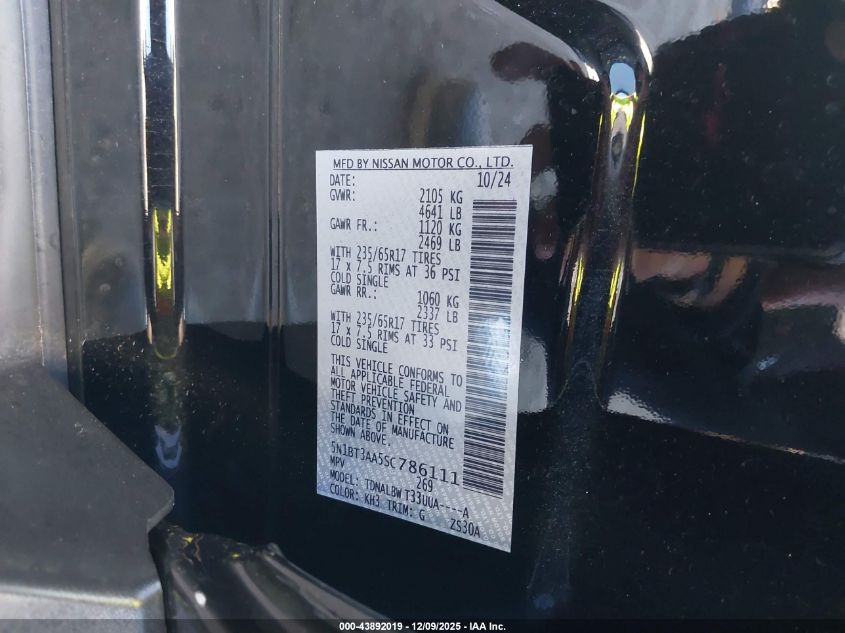 MFD BY NISSAN MOTOR CO., LTD.
DATE: 10/24
GVWR: 2105 KG
4641 LB
GAWR FR.: 1120 KG
2469 LB
WITH 235/65R17 TIRES
17 x 7.5 RIMS AT 36 PSI
COLD SINGLE
GAWR RR.: 1060 KG
2337 LB
WITH 235/65R17 TIRES
17 x 7.5 RIMS AT 33 PSI
COLD SINGLE
THIS VEHICLE CONFORMS TO
ALL APPLICABLE FEDERAL
MOTOR VEHICLE SAFETY AND
THEFT PREVENTION
STANDARDS IN EFFECT ON
THE DATE OF MANUFACTURE
SHOWN ABOVE.
5N1BT3AA5SC786111
MPV 269
MODEL: TDNALBW T33UUA----A
COLOR: KH3 TRIM: G ZS30A
000-43892019 - 12/09/2025 - IAA Inc.